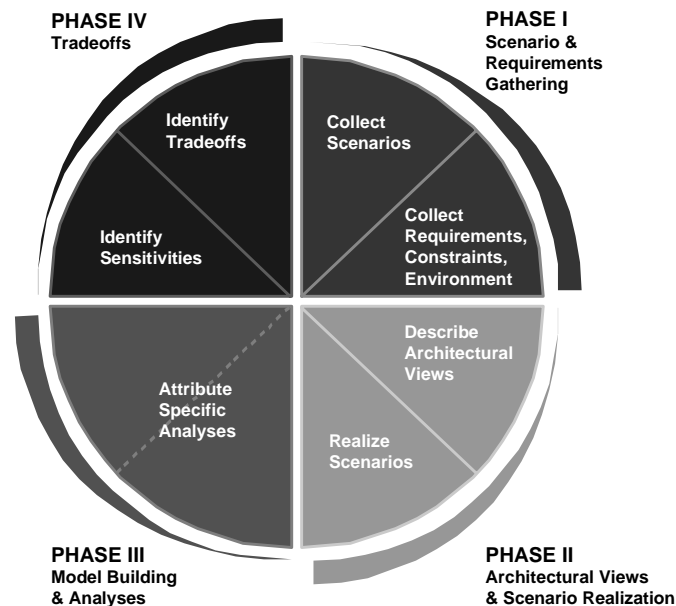 PHASE IV
Tradeoffs
PHASE I
Scenario &
Requirements
Gathering
Identify
Tradeoffs
Collect
Scenarios
Identify
Sensitivities
Collect
Requirements,
Constraints,
Environment
Attribute
Specific
Analyses
Describe
Architectural
Views
Realize
Scenarios
PHASE III
Model Building
& Analyses
PHASE II
Architectural Views
& Scenario Realization